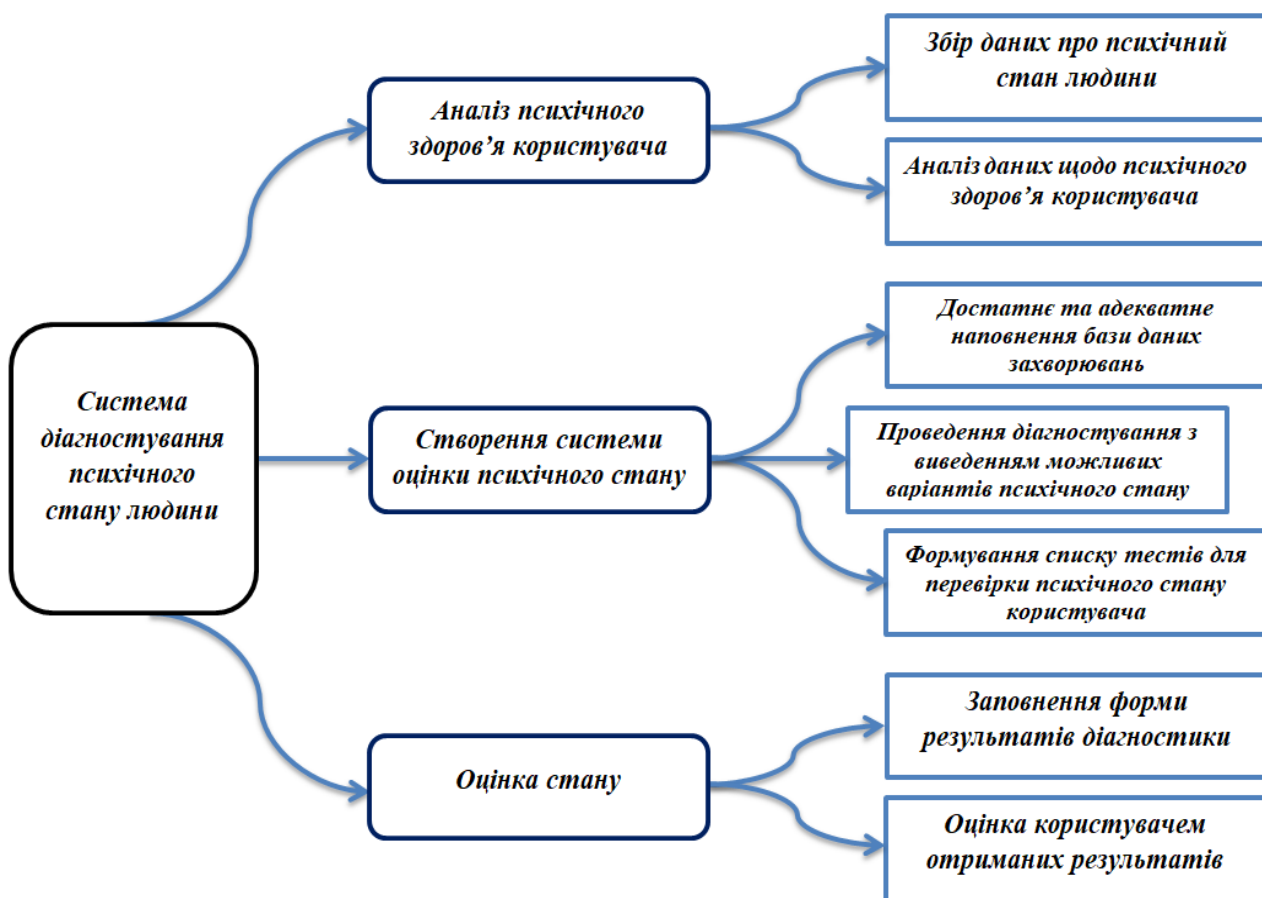 Система
діагностування
психічного
стану людини
Аналіз психічного
здоров’я користувача
Збір даних про психічний
стан людини
Аналіз даних щодо психічного
здоров’я користувача
Створення системи
оцінки психічного стану
Достатнє та адекватне
наповнення бази даних
захворювань
Проведення діагностування з
виведенням можливих
варіантів психічного стану
Формування списку тестів для
перевірки психічного стану
користувача
Оцінка стану
Заповнення форми
результатів діагностики
Оцінка користувачем
отриманих результатів